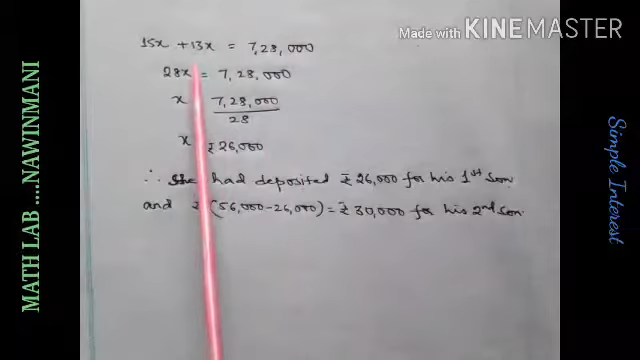 Made with KINEMASTER
MATH LAB ....NAWINMANI
15x + 13x = 7,28,000
28x = 7,28,000
x 7,28,000
28
x ₹26,000
∴ She had deposited ₹26,000 for his 1st son
and ₹ (56,000-26,000) = ₹ 30,000 for his 2nd son
Simple Interest